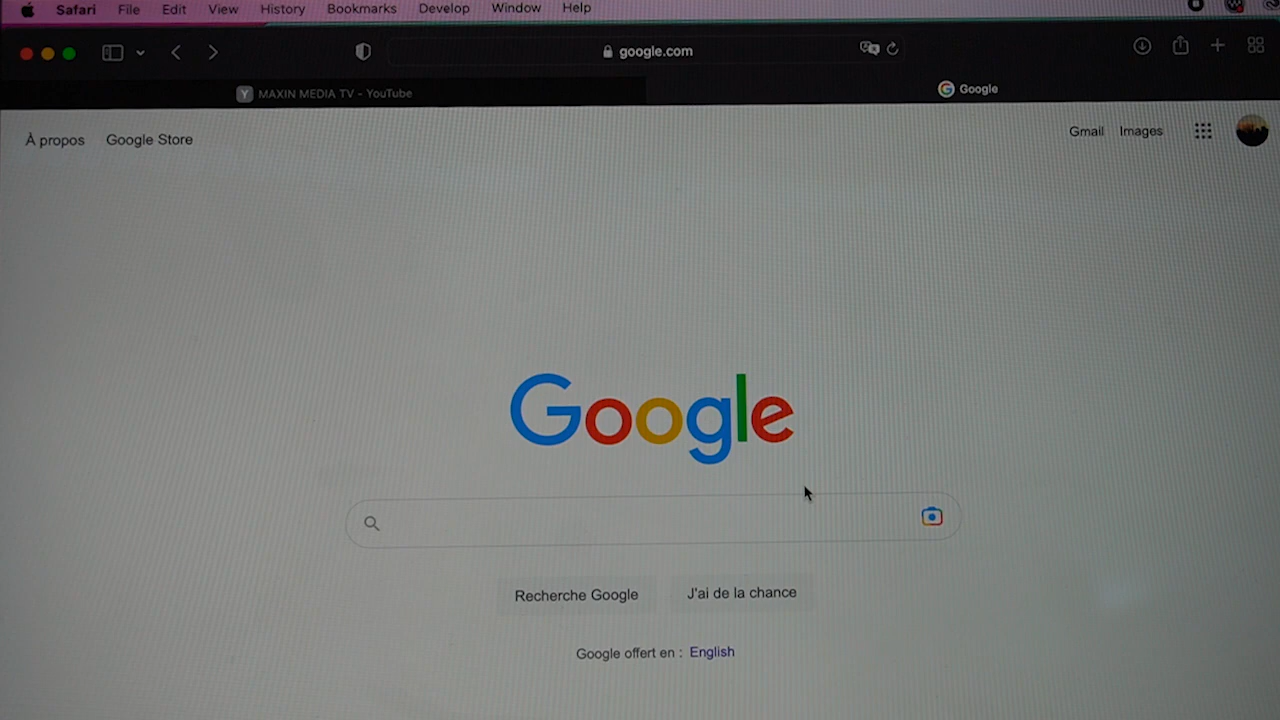 Safari File Edit View History Bookmarks Develop Window Help
google.com
Y MAXIN MEDIA TV - YouTube
G Google
À propos Google Store
Gmail Images
Google
Recherche Google J'ai de la chance
Google offert en : English